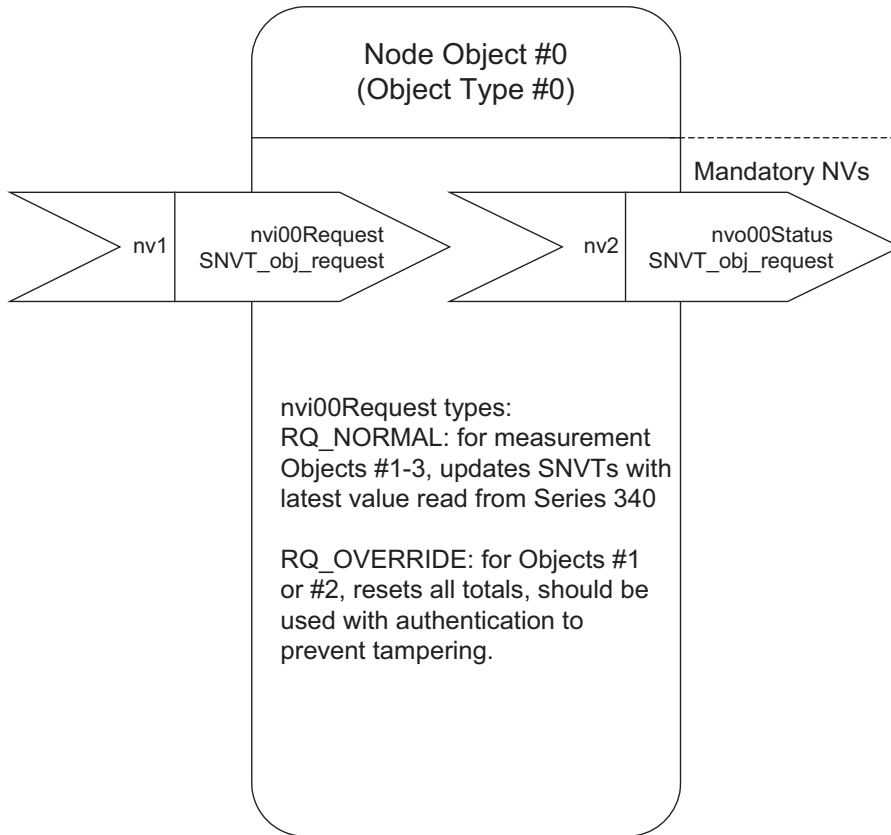 Node Object #0
(Object Type #0)
Mandatory NVs
nv1
nvi00Request
SNVT_obj_request
nv2
nvo00Status
SNVT_obj_request
nvi00Request types:
RQ_NORMAL: for measurement
Objects #1-3, updates SNVTs with
latest value read from Series 340
RQ_OVERRIDE: for Objects #1
or #2, resets all totals, should be
used with authentication to
prevent tampering.